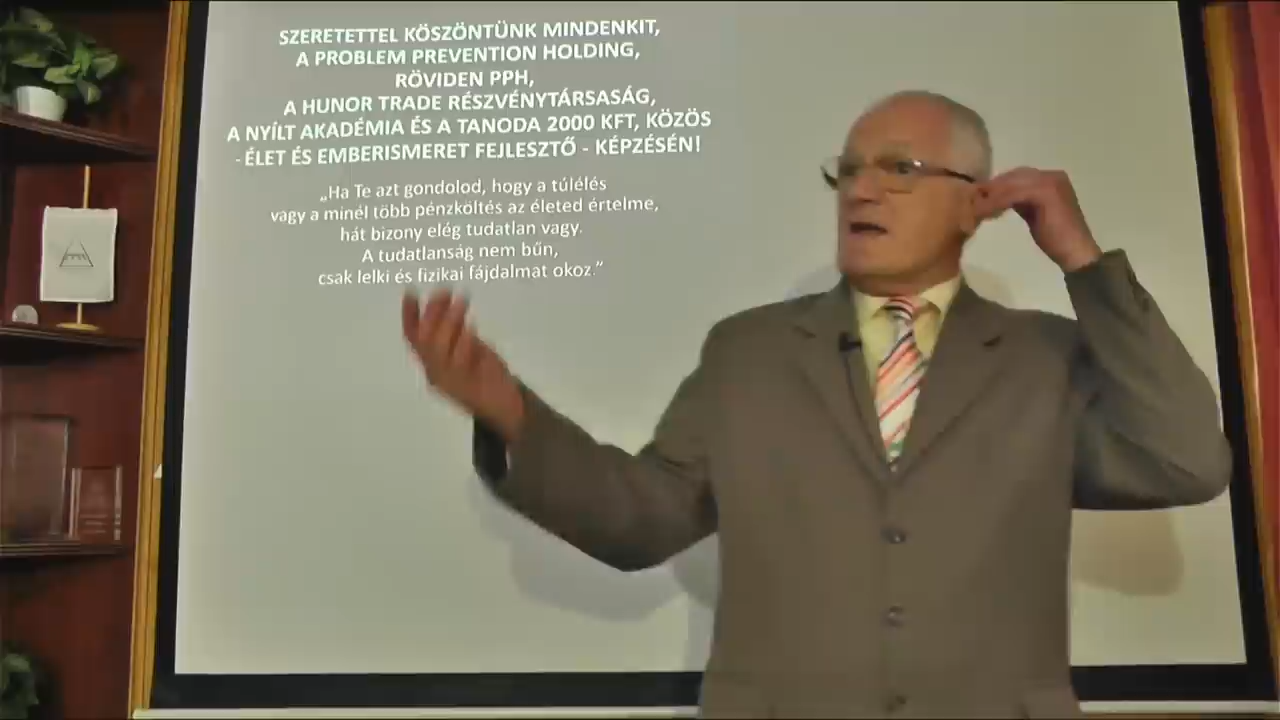 SZERETETTEL KÖSZÖNTÜNK MINDENKIT,
A PROBLEM PREVENTION HOLDING,
RÖVIDEN PPH,
A HUNOR TRADE RÉSZVÉNYTÁRSASÁG,
A NYÍLT AKADÉMIA ÉS A TANODA 2000 KFT, KÖZÖS
- ÉLET ÉS EMBERISMERET FEJLESZTŐ - KÉPZÉSÉN!
„Ha Te azt gondolod, hogy a túlélés
vagy a minél több pénzköltés az életed értelme,
hát bizony elég tudatlan vagy.
A tudatlanság nem bűn,
csak lelki és fizikai fájdalmat okoz.”